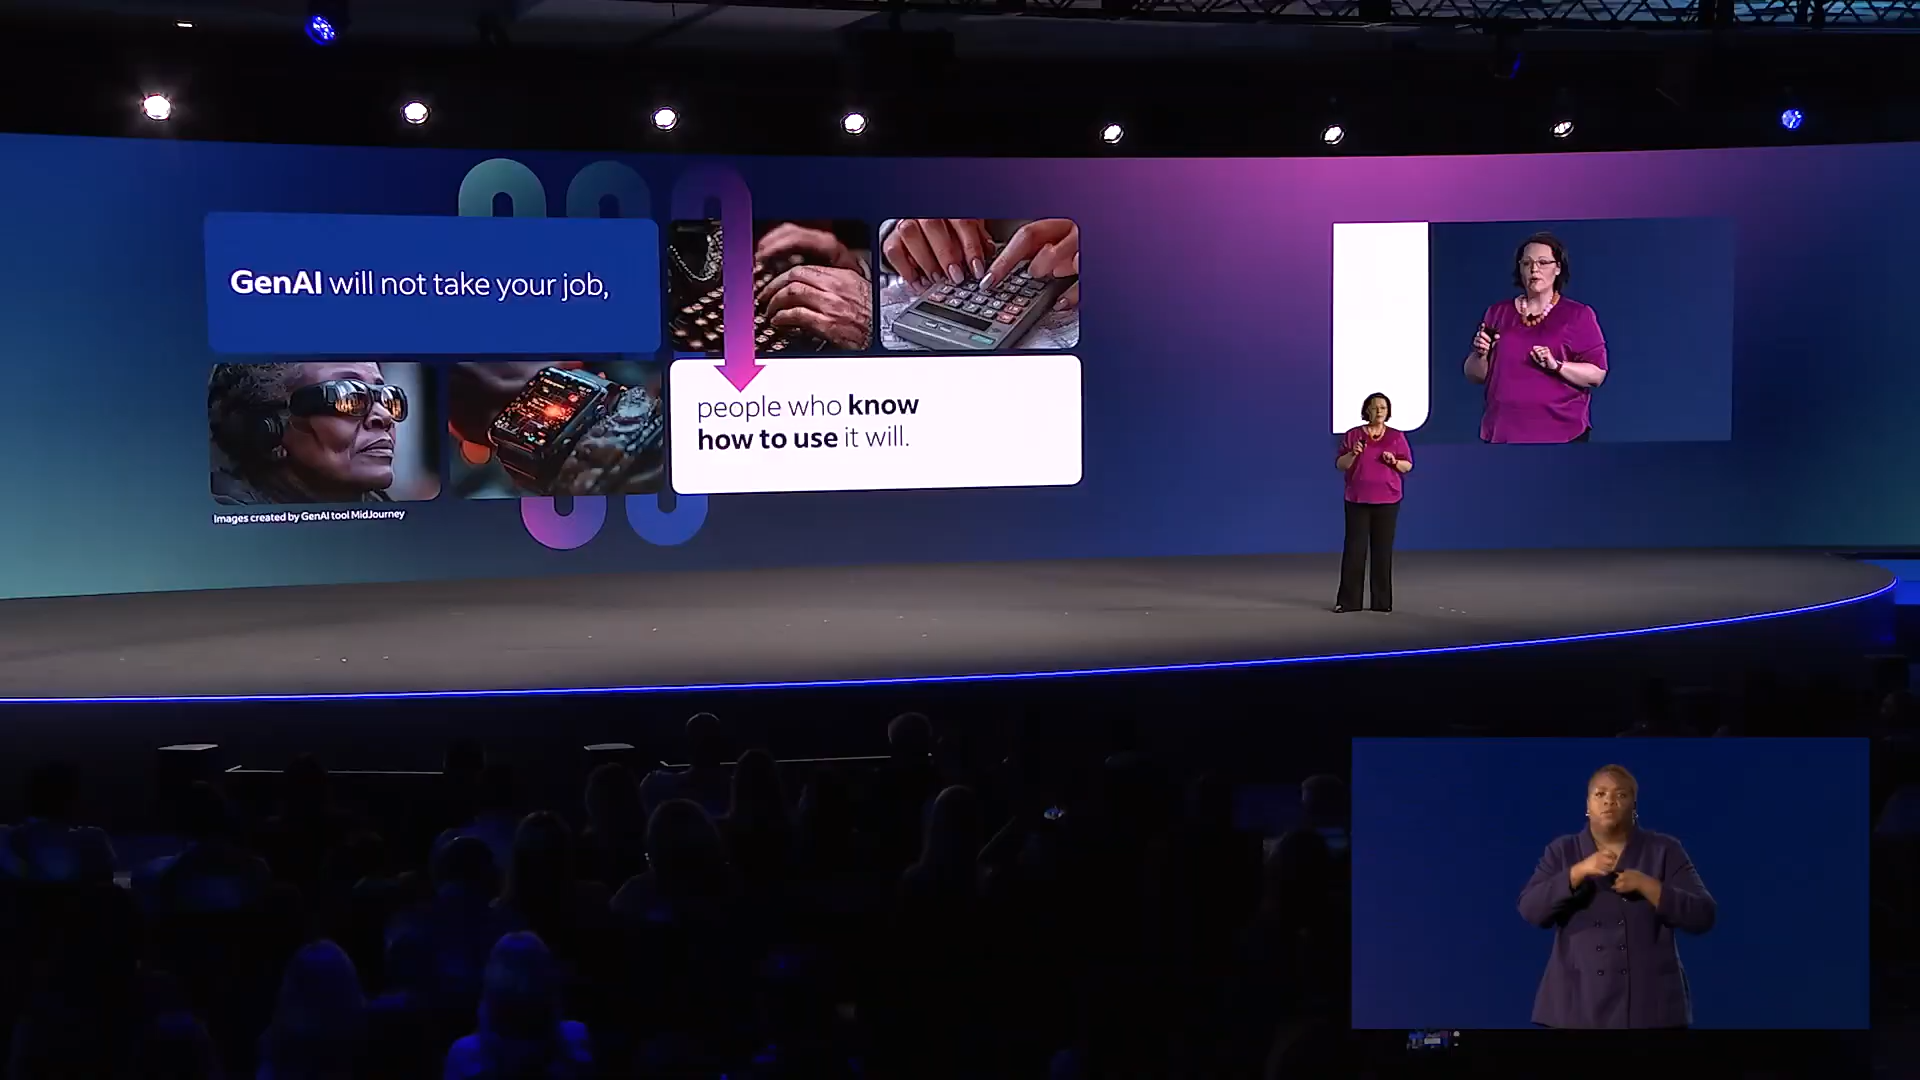 GenAI will not take your job,
people who know
how to use it will.
Images created by GenAI tool MidJourney